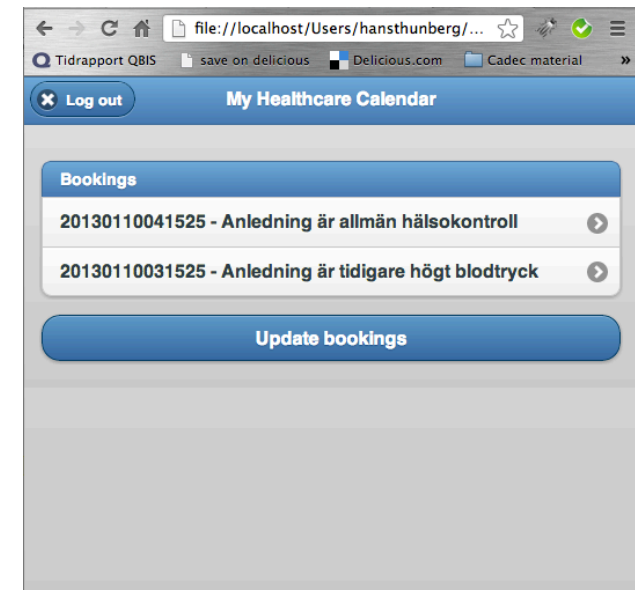 file://localhost/Users/hansthunberg/...
Tidrapport QBIS save on delicious Delicious.com Cadec material »
Log out My Healthcare Calendar
Bookings
20130110041525 - Anledning är allmän hälsokontroll
20130110031525 - Anledning är tidigare högt blodtryck
Update bookings